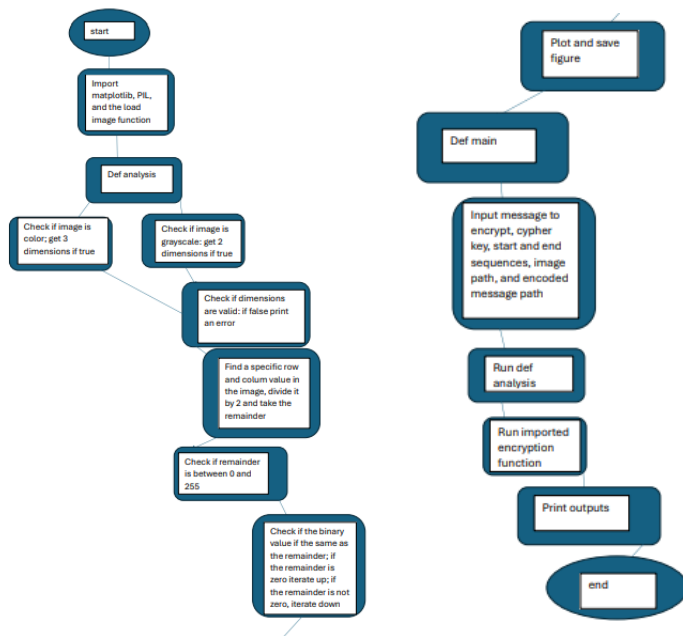 start
Import
matplotlib, PIL,
and the load
image function
Def analysis
Check if image is
color; get 3
dimensions if true
Check if image is
grayscale: get 2
dimensions if true
Check if dimensions
are valid: if false print
an error
Find a specific row
and colum value in
the image, divide it
by 2 and take the
remainder
Check if remainder
is between 0 and
255
Check if the binary
value if the same as
the remainder; if
the remainder is
zero iterate up; if
the remainder is not
zero, iterate down
Plot and save
figure
Def main
Input message to
encrypt, cypher
key, start and end
sequences, image
path, and encoded
message path
Run def
analysis
Run imported
encryption
function
Print outputs
end